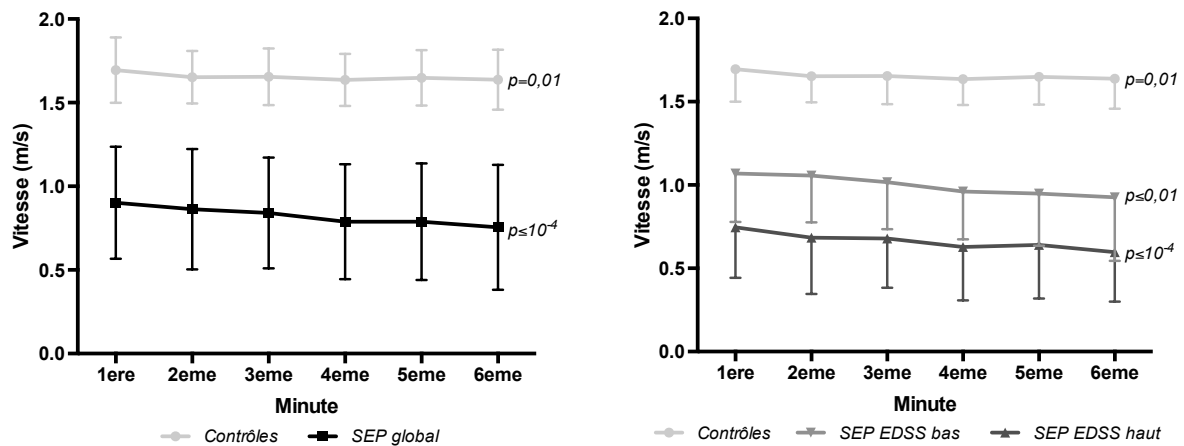 2.0
1.5
1.0
0.5
0.0
Vitesse (m/s)
p=0,01
p≤10-4
1ere 2eme 3eme 4eme 5eme 6eme
Minute
Contrôles SEP global
2.0
1.5
1.0
0.5
0.0
Vitesse (m/s)
p=0,01
p≤0,01
p≤10-4
1ere 2eme 3eme 4eme 5eme 6eme
Minute
Contrôles SEP EDSS bas SEP EDSS haut